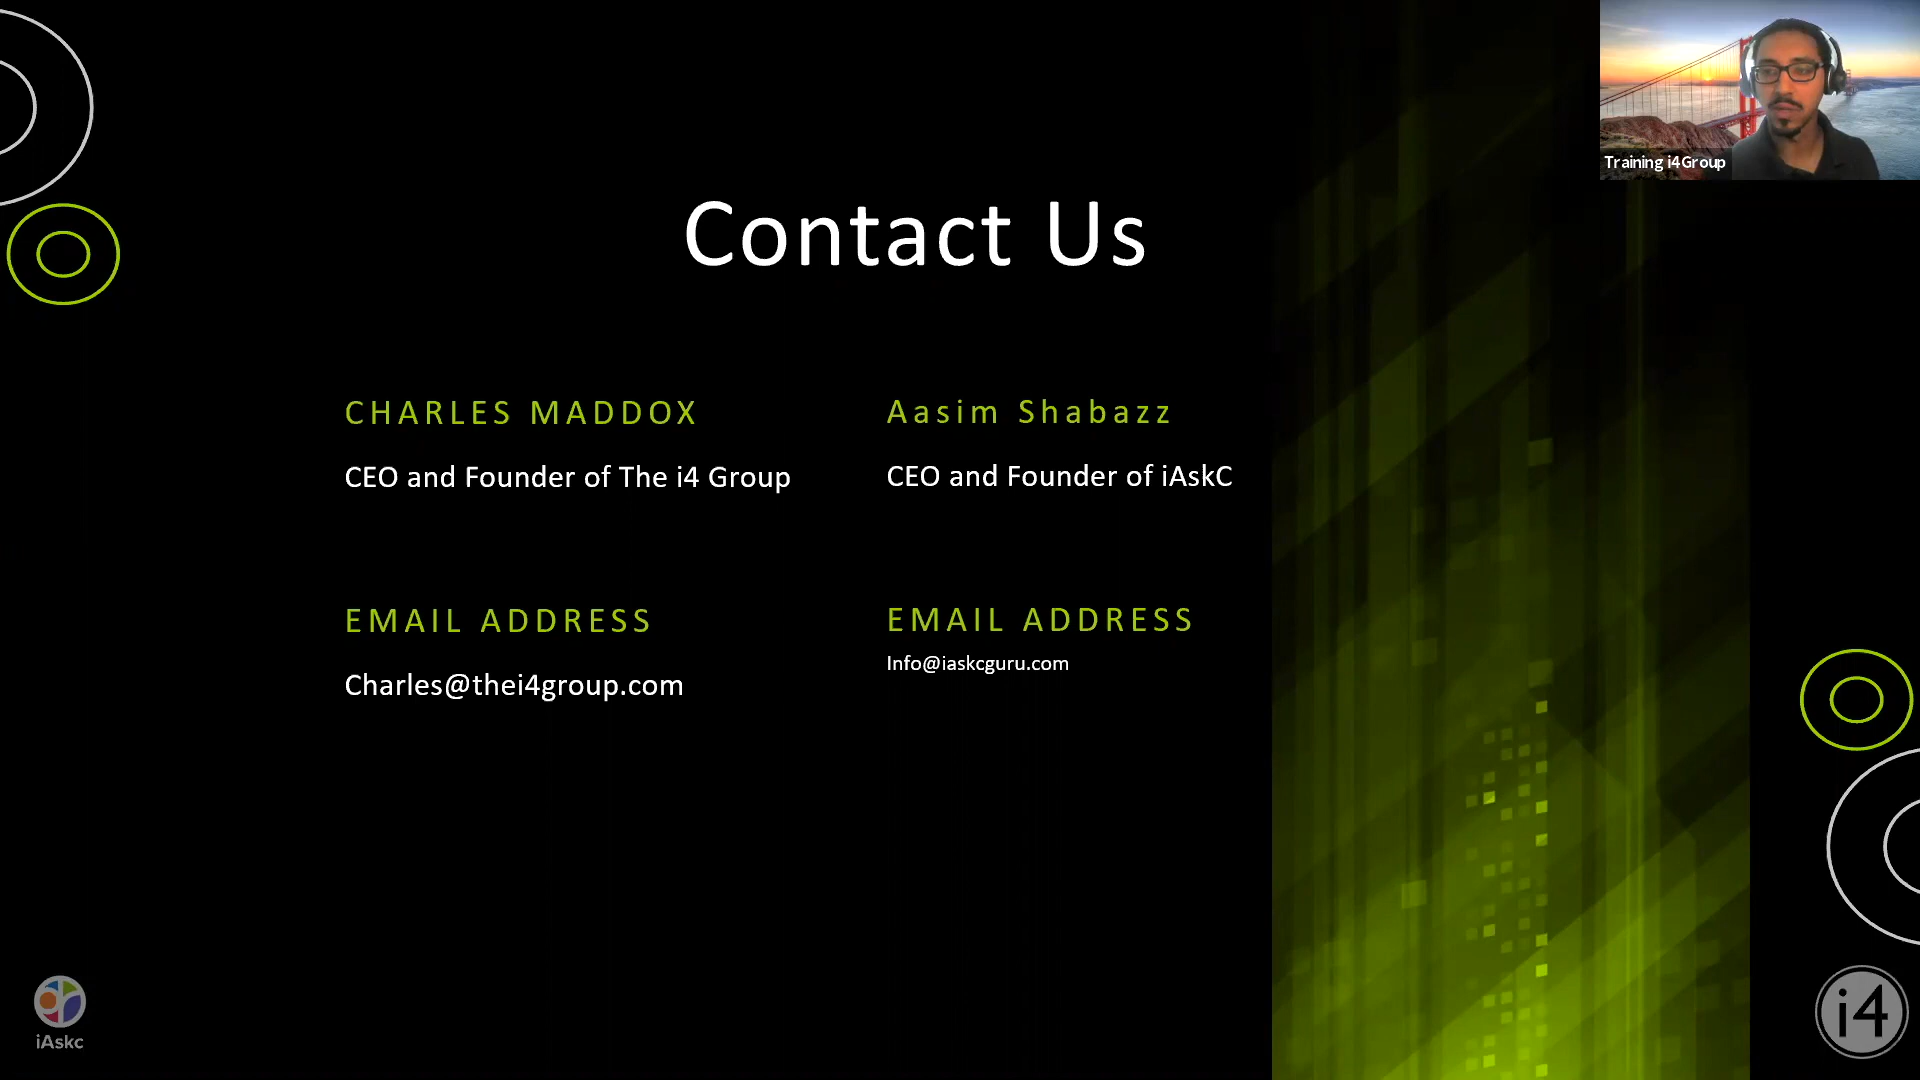 Training i4Group
Contact Us
CHARLES MADDOX
CEO and Founder of The i4 Group
EMAIL ADDRESS
Charles@thei4group.com
Aasim Shabazz
CEO and Founder of iAskC
EMAIL ADDRESS
Info@iaskcguru.com
iAskc
i4